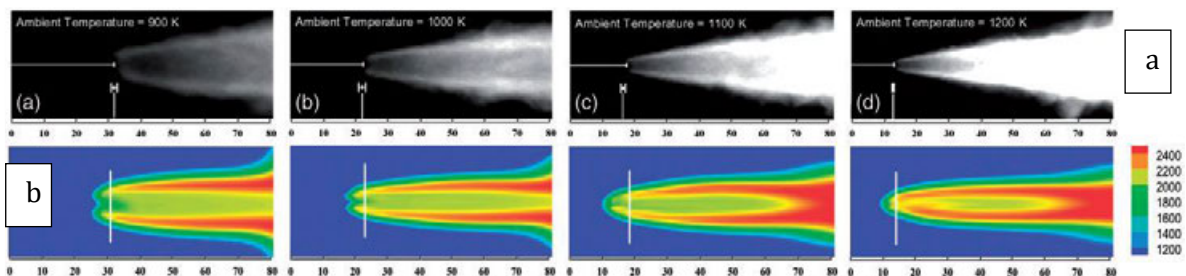 Ambient Temperature = 900 K
Ambient Temperature = 1000 K
Ambient Temperature = 1100 K
Ambient Temperature = 1200 K
a
(a)
(b)
(c)
(d)
0 10 20 30 40 50 60 70 80
0 10 20 30 40 50 60 70 80
0 10 20 30 40 50 60 70 80
0 10 20 30 40 50 60 70 80
b
2400
2200
2000
1800
1600
1400
1200
1100
0 10 20 30 40 50 60 70 80
0 10 20 30 40 50 60 70 80
0 10 20 30 40 50 60 70 80
0 10 20 30 40 50 60 70 80